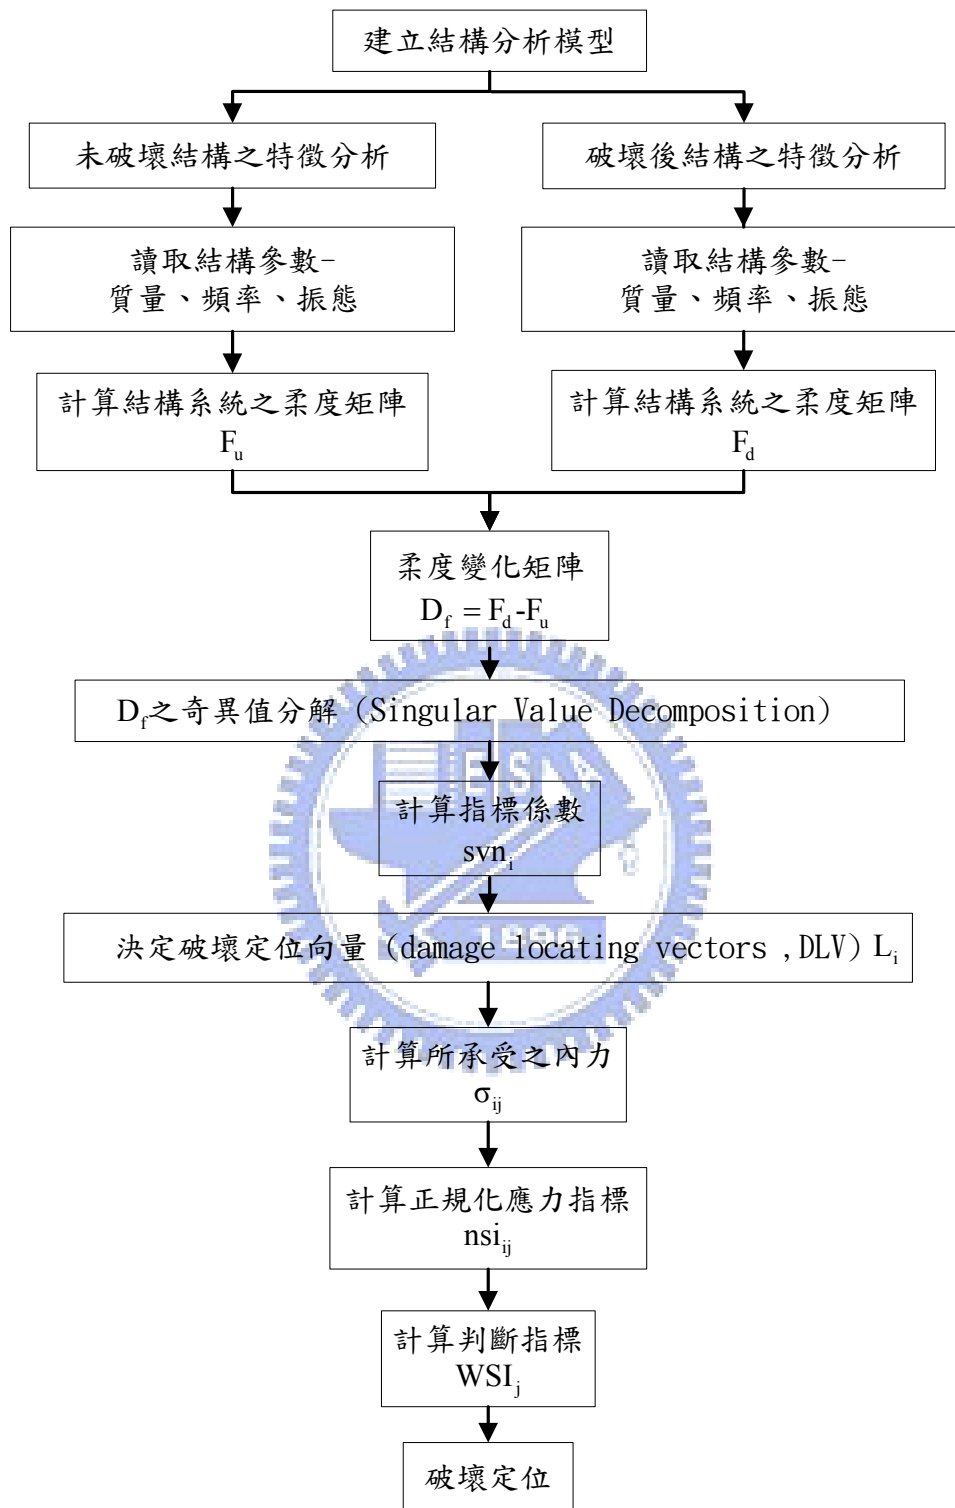 建立結構分析模型
未破壞結構之特徵分析
破壞後結構之特徵分析
讀取結構參數-
質量、頻率、振態
讀取結構參數-
質量、頻率、振態
計算結構系統之柔度矩陣
Fu
計算結構系統之柔度矩陣
Fd
柔度變化矩陣
Df = Fd-Fu
Df之奇異值分解 (Singular Value Decomposition)
ES
計算指標係數
svni
1896
決定破壞定位向量 (damage locating vectors ,DLV) Li
計算所承受之內力
σij
計算正規化應力指標
nsiij
計算判斷指標
WSIj
破壞定位